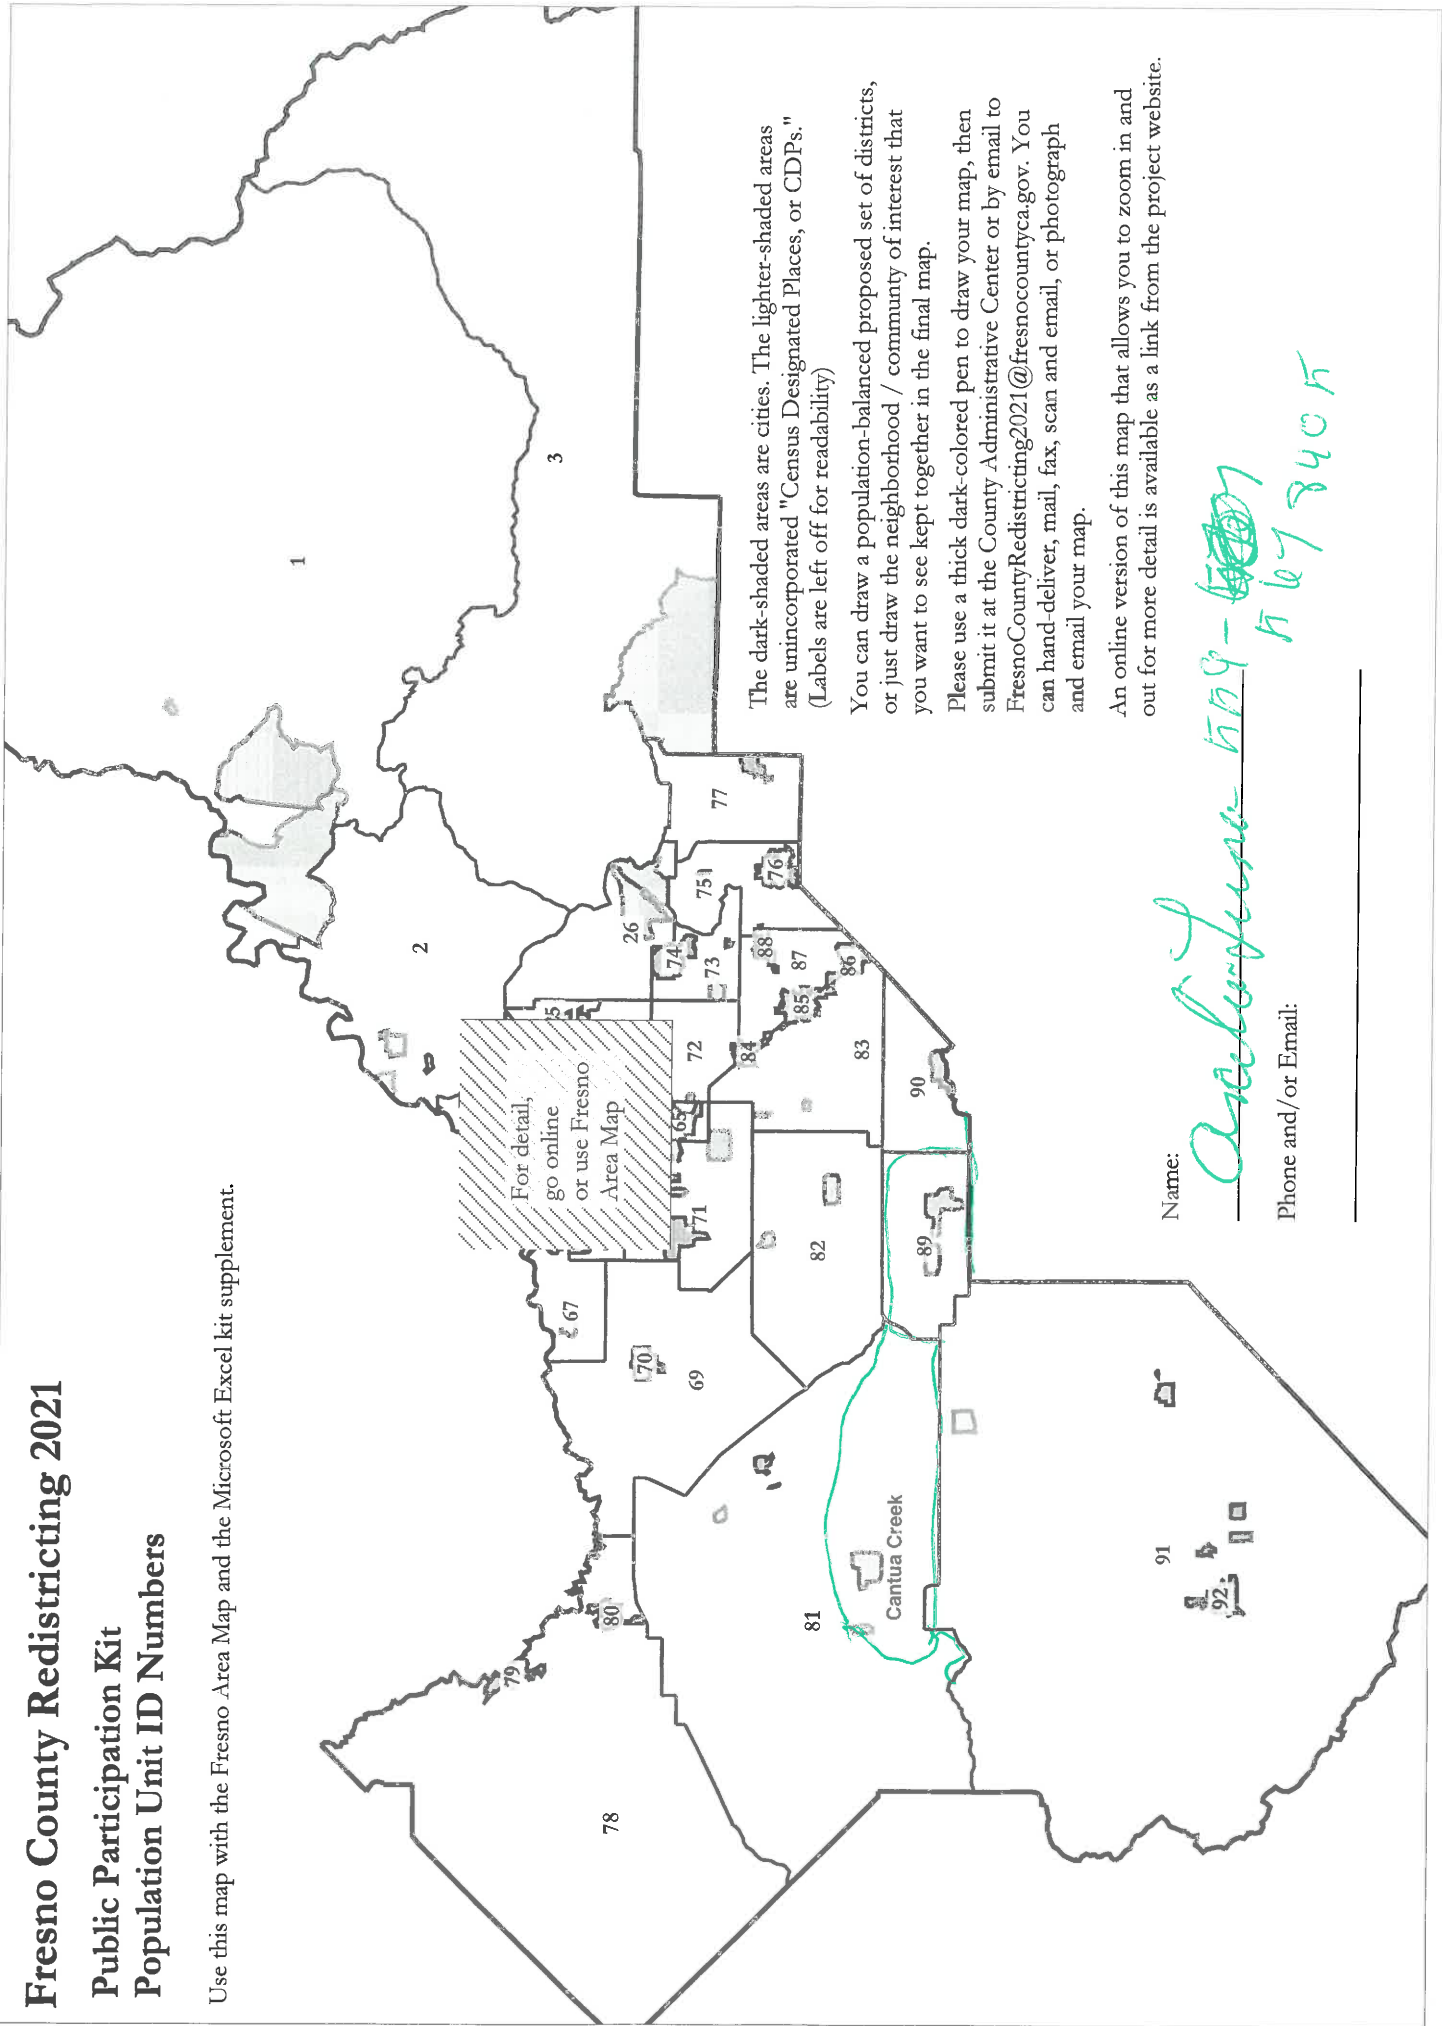 Fresno County Redistricting 2021
Public Participation Kit
Population Unit ID Numbers
Use this map with the Fresno Area Map and the Microsoft Excel kit supplement.
1
2
3
For detail,
go online
or use Fresno
Area Map
67
70
69
71
65
72
26
74
73
75
76
77
79
80
78
81
82
83
84
85
86
87
88
89
90
91
92
Cantua Creek
The dark-shaded areas are cities. The lighter-shaded areas
are unincorporated "Census Designated Places, or CDPs."
(Labels are left off for readability)
You can draw a population-balanced proposed set of districts,
or just draw the neighborhood / community of interest that
you want to see kept together in the final map.
Please use a thick dark-colored pen to draw your map, then
submit it at the County Administrative Center or by email to
FresnoCountyRedistricting2021@fresnocountyca.gov. You
can hand-deliver, mail, fax, scan and email, or photograph
and email your map.
An online version of this map that allows you to zoom in and
out for more detail is available as a link from the project website.
Name:
559-
5678405
Phone and/or Email: